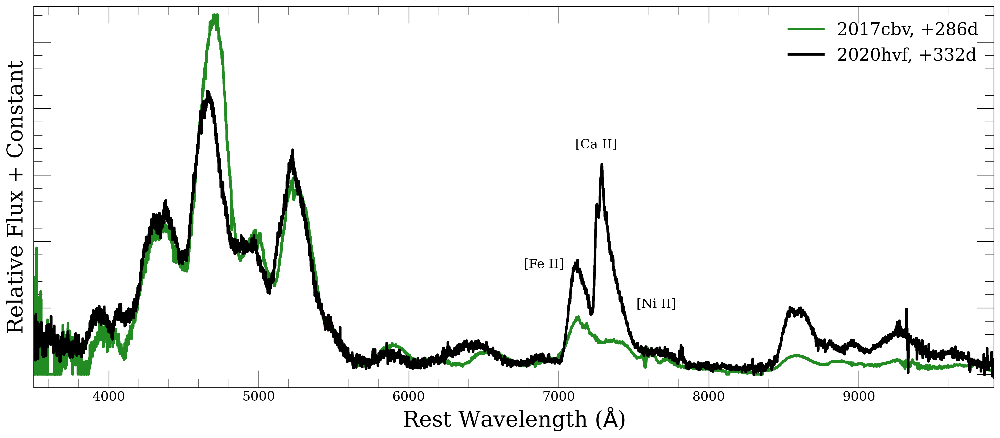 2017cbv, +286d
2020hvf, +332d
Relative Flux + Constant
[Ca II]
[Fe II]
[Ni II]
4000 5000 6000 7000 8000 9000
Rest Wavelength (Å)